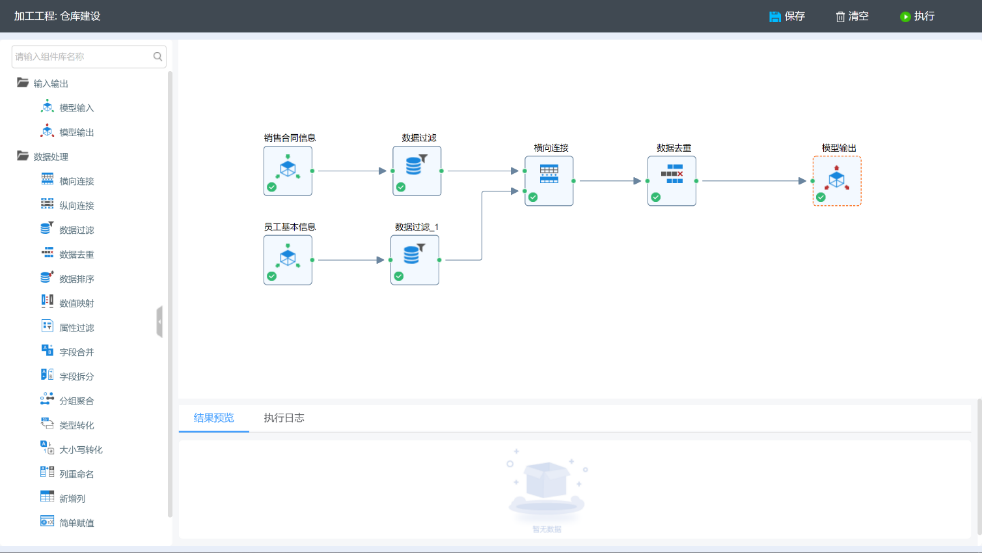 加工工程: 仓库建设
保存
清空
执行
请输入组件库名称
输入输出
模型输入
模型输出
数据处理
横向连接
纵向连接
数据过滤
数据去重
数据排序
数值映射
属性过滤
字段合并
字段拆分
分组聚合
类型转化
大小写转化
列重命名
新增列
简单赋值
销售合同信息
数据过滤
横向连接
数据去重
模型输出
员工基本信息
数据过滤_1
结果预览
执行日志
暂无数据